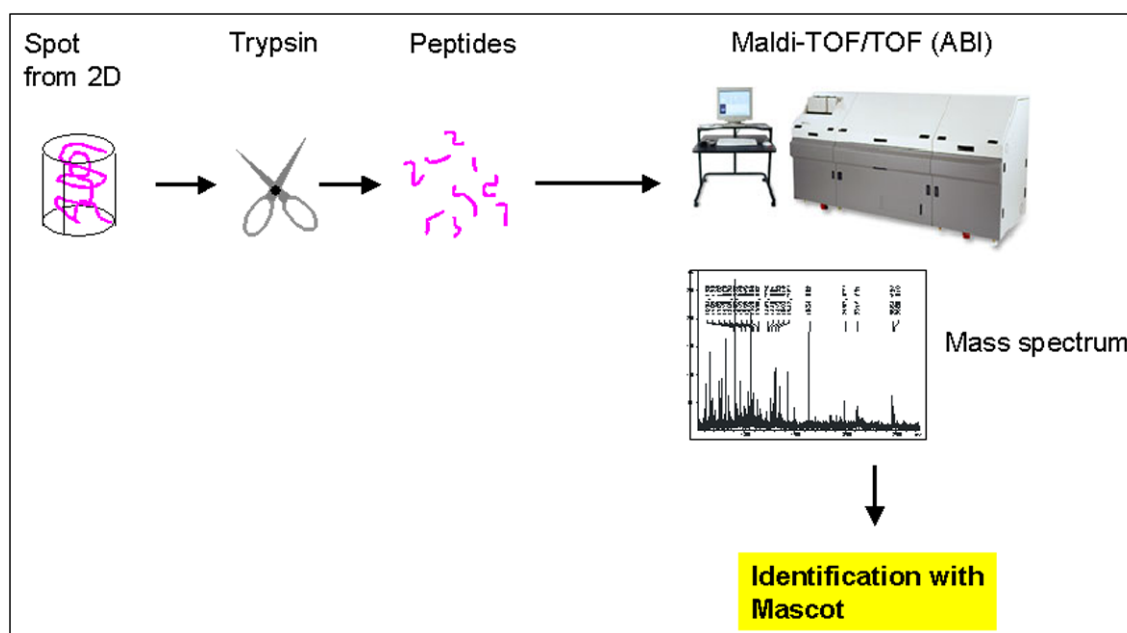 Spot
from 2D
Trypsin
Peptides
Maldi-TOF/TOF (ABI)
Mass spectrum
Identification with
Mascot